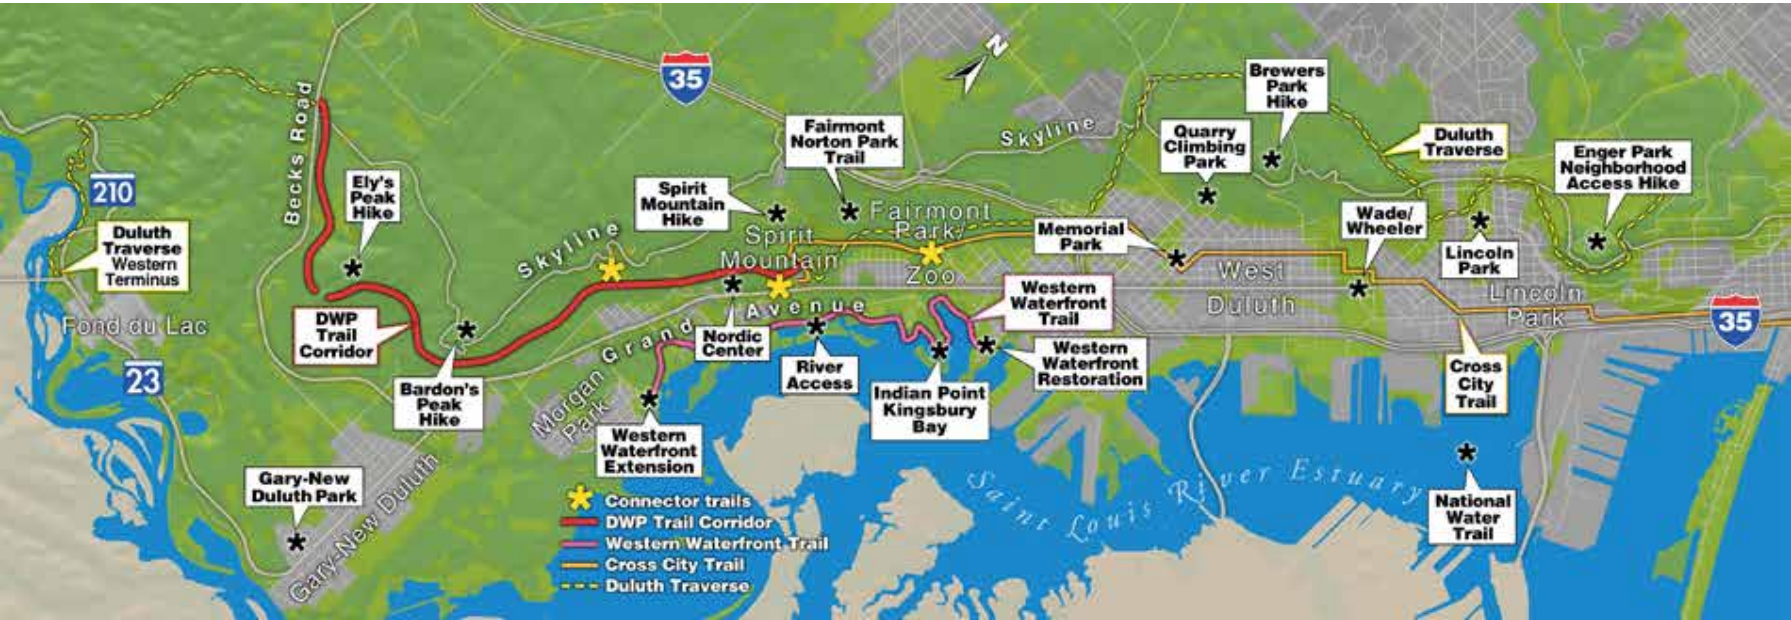 N
35
Becks Road
210
Duluth
Traverse
Western
Terminus
Fond du Lac
23
Ely's
Peak
Hike
DWP
Trail
Corridor
Bardon's
Peak
Hike
Gary-New
Duluth Park
Gary-New Duluth
Skyline
Spirit
Mountain
Hike
Fairmont
Norton Park
Trail
Skyline
Spirit
Mountain
Fairmont
Park
Zoo
Grand Avenue
Morgan
Park
Nordic
Center
River
Access
Western
Waterfront
Extension
Indian Point
Kingsbury
Bay
Western
Waterfront
Trail
Western
Waterfront
Restoration
Memorial
Park
Quarry
Climbing
Park
Brewers
Park
Hike
Duluth
Traverse
Wade/
Wheeler
Lincoln
Park
Enger Park
Neighborhood
Access Hike
West
Duluth
Lincoln
Park
35
Cross
City
Trail
National
Water
Trail
Saint Louis River Estuary
Connector trails
DWP Trail Corridor
Western Waterfront Trail
Cross City Trail
Duluth Traverse